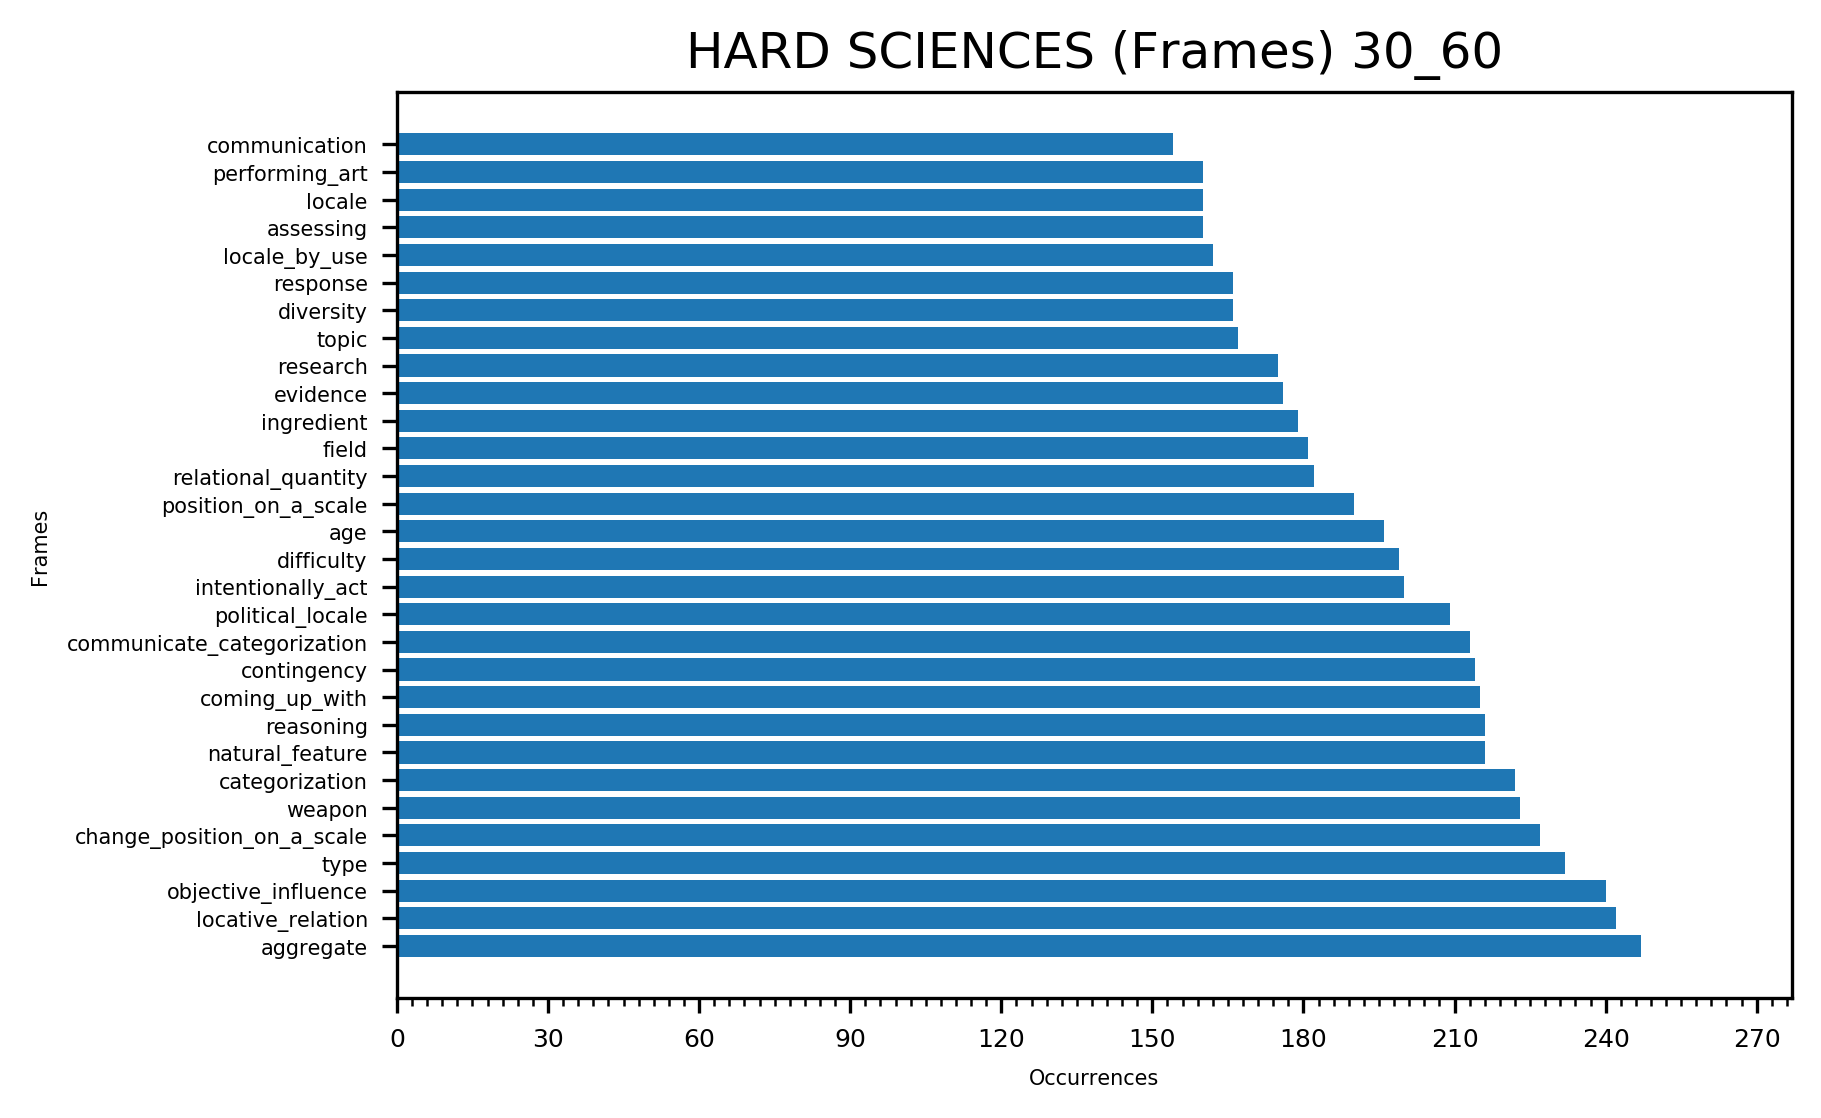 HARD SCIENCES (Frames) 30_60
communication
performing_art
locale
assessing
locale_by_use
response
diversity
topic
research
evidence
ingredient
field
relational_quantity
position_on_a_scale
age
difficulty
intentionally_act
political_locale
communicate_categorization
contingency
coming_up_with
reasoning
natural_feature
categorization
weapon
change_position_on_a_scale
type
objective_influence
locative_relation
aggregate
Frames
0 30 60 90 120 150 180 210 240 270
Occurrences